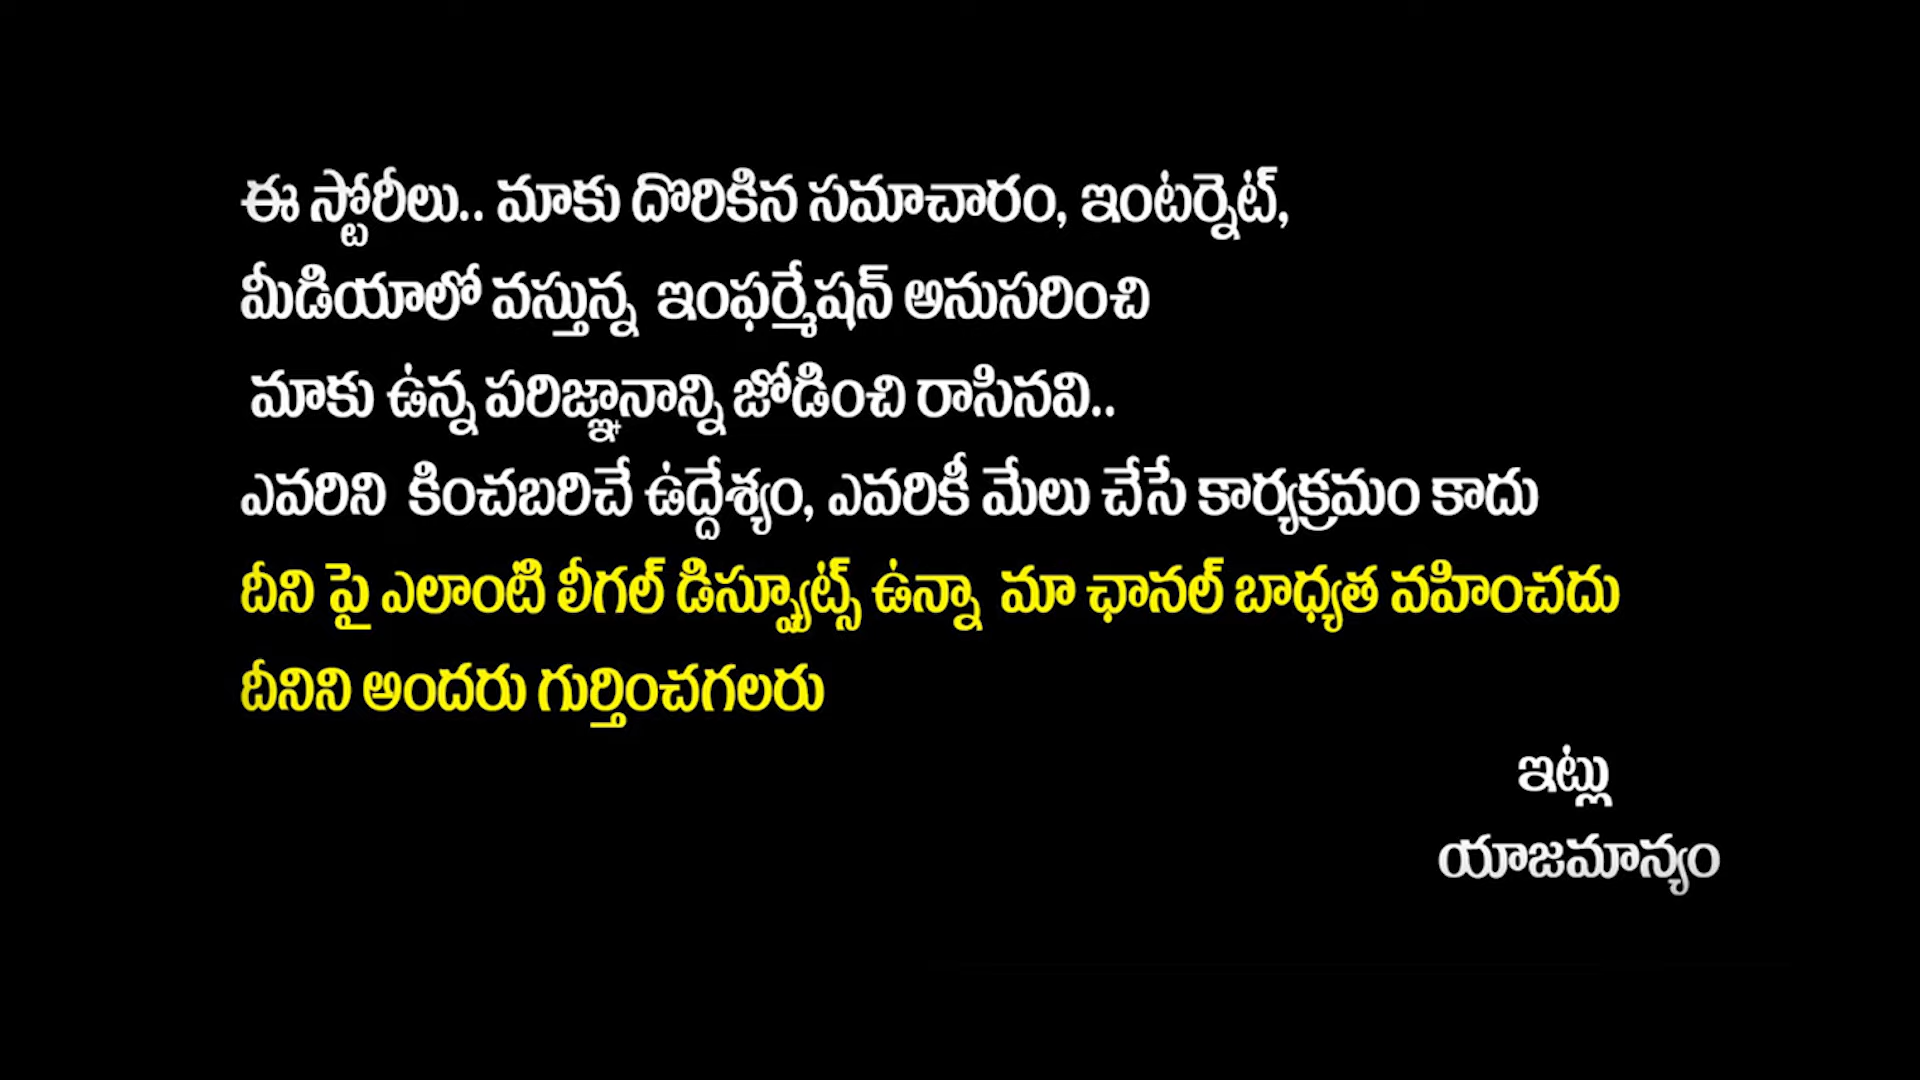 ఈ స్టోరీలు.. మాకు దొరికిన సమాచారం, ఇంటర్నెట్,
మీడియాలో వస్తున్న ఇంఫర్మేషన్ అనుసరించి
మాకు ఉన్న పరిజ్ఞానాన్ని జోడించి రాసినవి..
ఎవరిని కించబరిచే ఉద్దేశ్యం, ఎవరికీ మేలు చేసే కార్యక్రమం కాదు
దీని పై ఎలాంటి లీగల్ డిస్ప్యూట్స్ ఉన్నా మా ఛానల్ బాధ్యత వహించదు
దీనిని అందరు గుర్తించగలరు
ఇట్లు
యాజమాన్యం